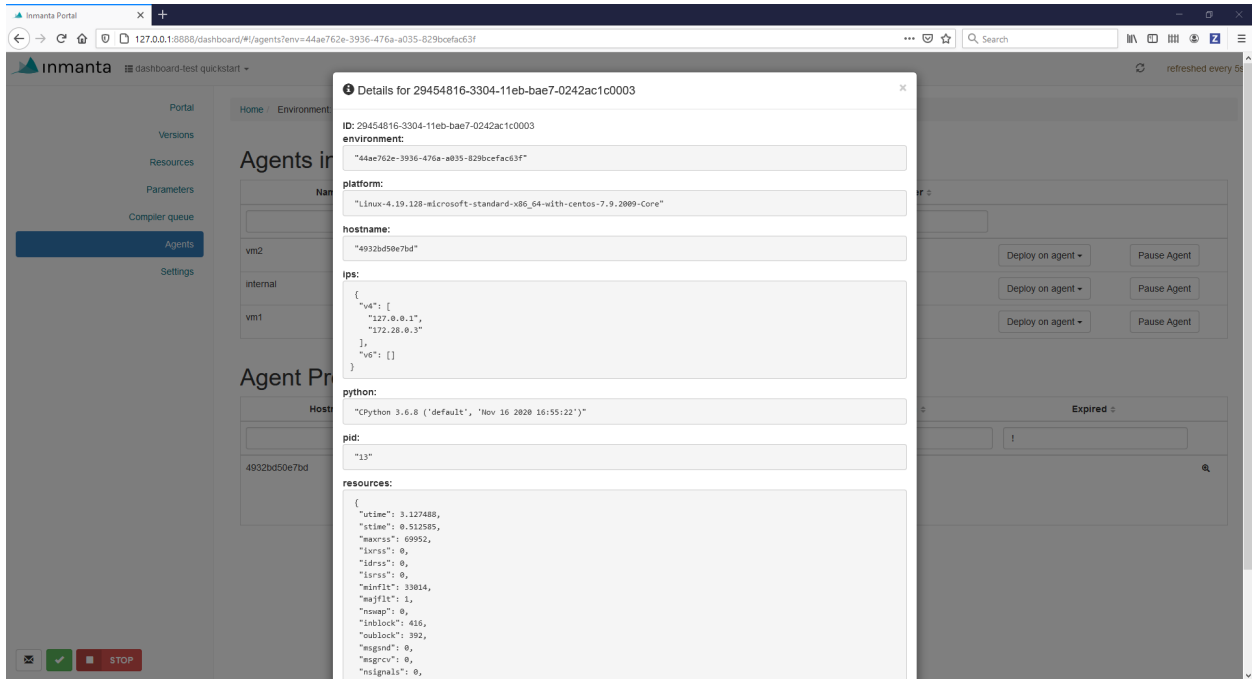 Inmanta Portal
127.0.0.1:8888/dashboard/#!/agents?env=44ae762e-3936-476a-a035-829bcefac63f
Search
inmanta
dashboard-test quickstart
refreshed every 5s
Portal
Versions
Resources
Parameters
Compiler queue
Agents
Settings
Home / Environment
Agents in
vm2
internal
vm1
Deploy on agent
Pause Agent
Deploy on agent
Pause Agent
Deploy on agent
Pause Agent
Agent Pr
Expired
!
4932bd50e7bd
STOP
Details for 29454816-3304-11eb-bae7-0242ac1c0003
×
ID: 29454816-3304-11eb-bae7-0242ac1c0003
environment:
"44ae762e-3936-476a-a035-829bcefac63f"
platform:
"Linux-4.19.128-microsoft-standard-x86_64-with-centos-7.9.2009-Core"
hostname:
"4932bd50e7bd"
ips:
{
"v4": [
"127.0.0.1",
"172.28.0.3"
],
"v6": []
}
python:
"CPython 3.6.8 ('default', 'Nov 16 2020 16:55:22')"
pid:
"13"
resources:
{
"utime": 3.127488,
"stime": 0.512585,
"maxrss": 69952,
"ixrss": 0,
"idrss": 0,
"isrss": 0,
"minflt": 33014,
"majflt": 1,
"nswap": 0,
"inblock": 416,
"oublock": 392,
"msgsnd": 0,
"msgrcv": 0,
"nsignals": 0,